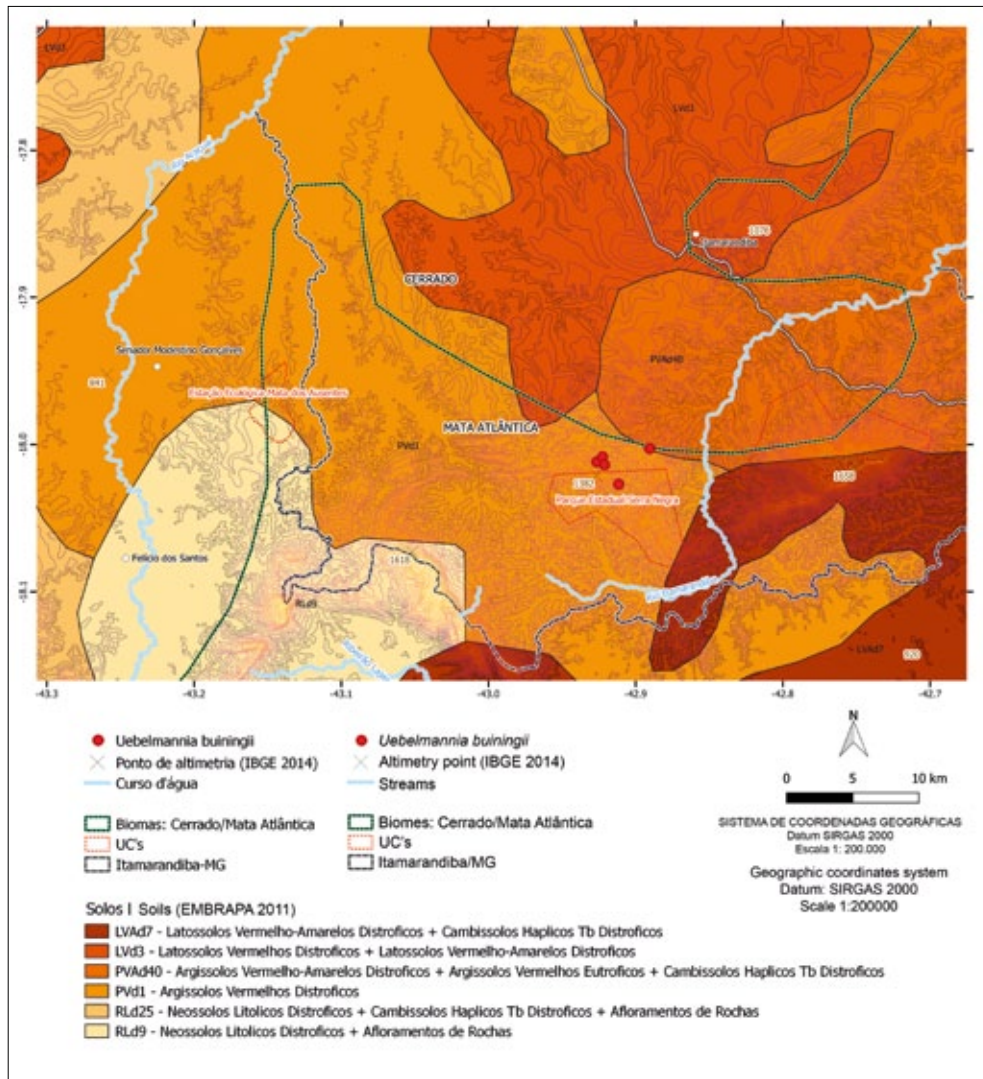 LVd3
-17.8
LVd3
1076
Itamarandiba
CERRADO
-17.9
Senador Modestino Gonçalves
841
PVAd40
Estação Ecológica Mata dos Ausentes
MATA ATLÂNTICA
-18.0
PVd1
1382
Parque Estadual Serra Negra
1650
Felício dos Santos
1618
-18.1
RLd9
LVAd7
920
-43.3
-43.2
-43.1
-43.0
-42.9
-42.8
-42.7
Uebelmannia buiningii
Ponto de altimetria (IBGE 2014)
Curso d'água
Biomas: Cerrado/Mata Atlântica
UC's
Itamarandiba-MG
Uebelmannia buiningii
Altimetry point (IBGE 2014)
Streams
Biomes: Cerrado/Mata Atlântica
UC's
Itamarandiba/MG
N
0 5 10 km
SISTEMA DE COORDENADAS GEOGRÁFICAS
Datum SIRGAS 2000
Escala 1: 200.000
Geographic coordinates system
Datum: SIRGAS 2000
Scale 1:200000
Solos I Soils (EMBRAPA 2011)
LVAd7 - Latossolos Vermelho-Amarelos Distroficos + Cambissolos Haplicos Tb Distroficos
LVd3 - Latossolos Vermelhos Distroficos + Latossolos Vermelho-Amarelos Distroficos
PVAd40 - Argissolos Vermelho-Amarelos Distroficos + Argissolos Vermelhos Eutroficos + Cambissolos Haplicos Tb Distroficos
PVd1 - Argissolos Vermelhos Distroficos
RLd25 - Neossolos Litolicos Distroficos + Cambissolos Haplicos Tb Distroficos + Afloramentos de Rochas
RLd9 - Neossolos Litolicos Distroficos + Afloramentos de Rochas